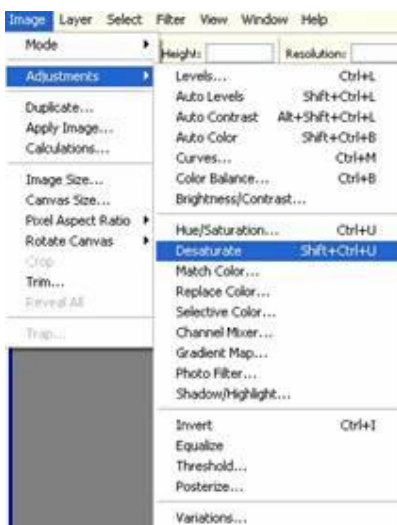 Image Layer Select Filter View Window Help
Mode
Height: Resolution:
Adjustments
Duplicate...
Apply Image...
Calculations...
Image Size...
Canvas Size...
Pixel Aspect Ratio
Rotate Canvas
Crop
Trim...
Reveal All
Trap...
Levels... Ctrl+L
Auto Levels Shift+Ctrl+L
Auto Contrast Alt+Shift+Ctrl+L
Auto Color Shift+Ctrl+B
Curves... Ctrl+M
Color Balance... Ctrl+B
Brightness/Contrast...
Hue/Saturation... Ctrl+U
Desaturate Shift+Ctrl+U
Match Color...
Replace Color...
Selective Color...
Channel Mixer...
Gradient Map...
Photo Filter...
Shadow/Highlight...
Invert Ctrl+I
Equalize
Threshold...
Posterize...
Variations...